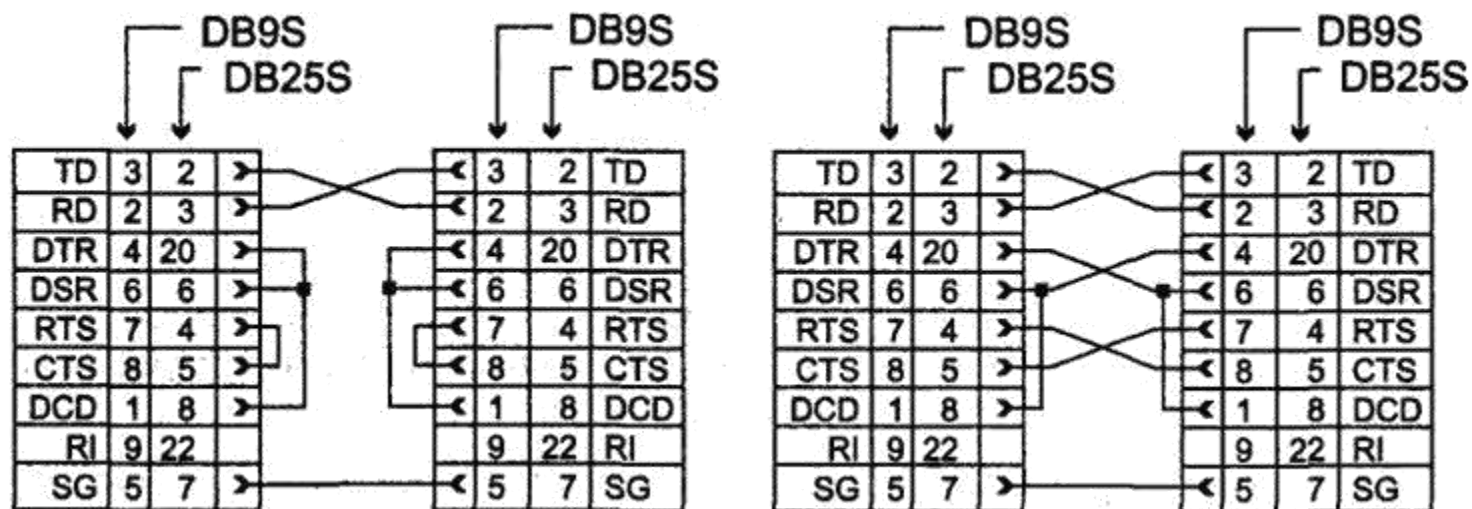 DB9S DB9S DB9S DB9S
DB25S DB25S DB25S DB25S
TD 3 2 3 2 TD TD 3 2 3 2 TD
RD 2 3 2 3 RD RD 2 3 2 3 RD
DTR 4 20 4 20 DTR DTR 4 20 4 20 DTR
DSR 6 6 6 6 DSR DSR 6 6 6 6 DSR
RTS 7 4 7 4 RTS RTS 7 4 7 4 RTS
CTS 8 5 8 5 CTS CTS 8 5 8 5 CTS
DCD 1 8 1 8 DCD DCD 1 8 1 8 DCD
RI 9 22 9 22 RI RI 9 22 9 22 RI
SG 5 7 5 7 SG SG 5 7 5 7 SG